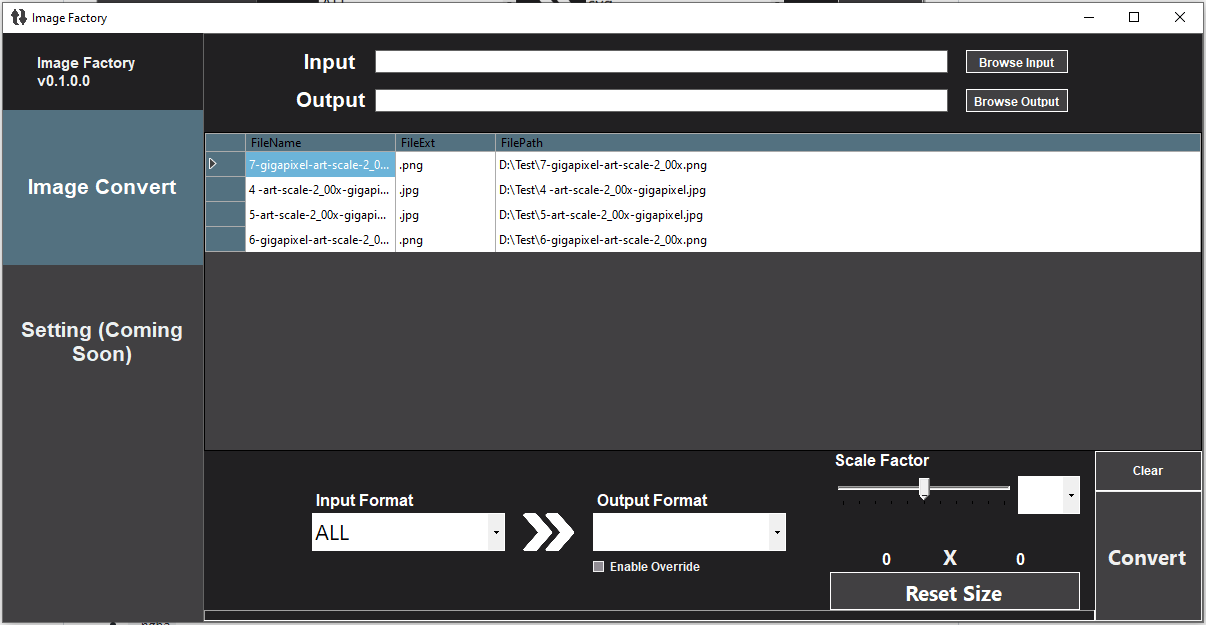 Image Factory
Image Factory
v0.1.0.0
Input
Browse Input
Output
Browse Output
Image Convert
Setting (Coming
Soon)
FileName FileExt FilePath
7-gigapixel-art-scale-2_0... .png D:\Test\7-gigapixel-art-scale-2_00x.png
4 -art-scale-2_00x-gigapi... .jpg D:\Test\4 -art-scale-2_00x-gigapixel.jpg
5-art-scale-2_00x-gigapi... .jpg D:\Test\5-art-scale-2_00x-gigapixel.jpg
6-gigapixel-art-scale-2_0... .png D:\Test\6-gigapixel-art-scale-2_00x.png
Input Format
ALL
Output Format
Enable Override
Scale Factor
0 X 0
Reset Size
Clear
Convert